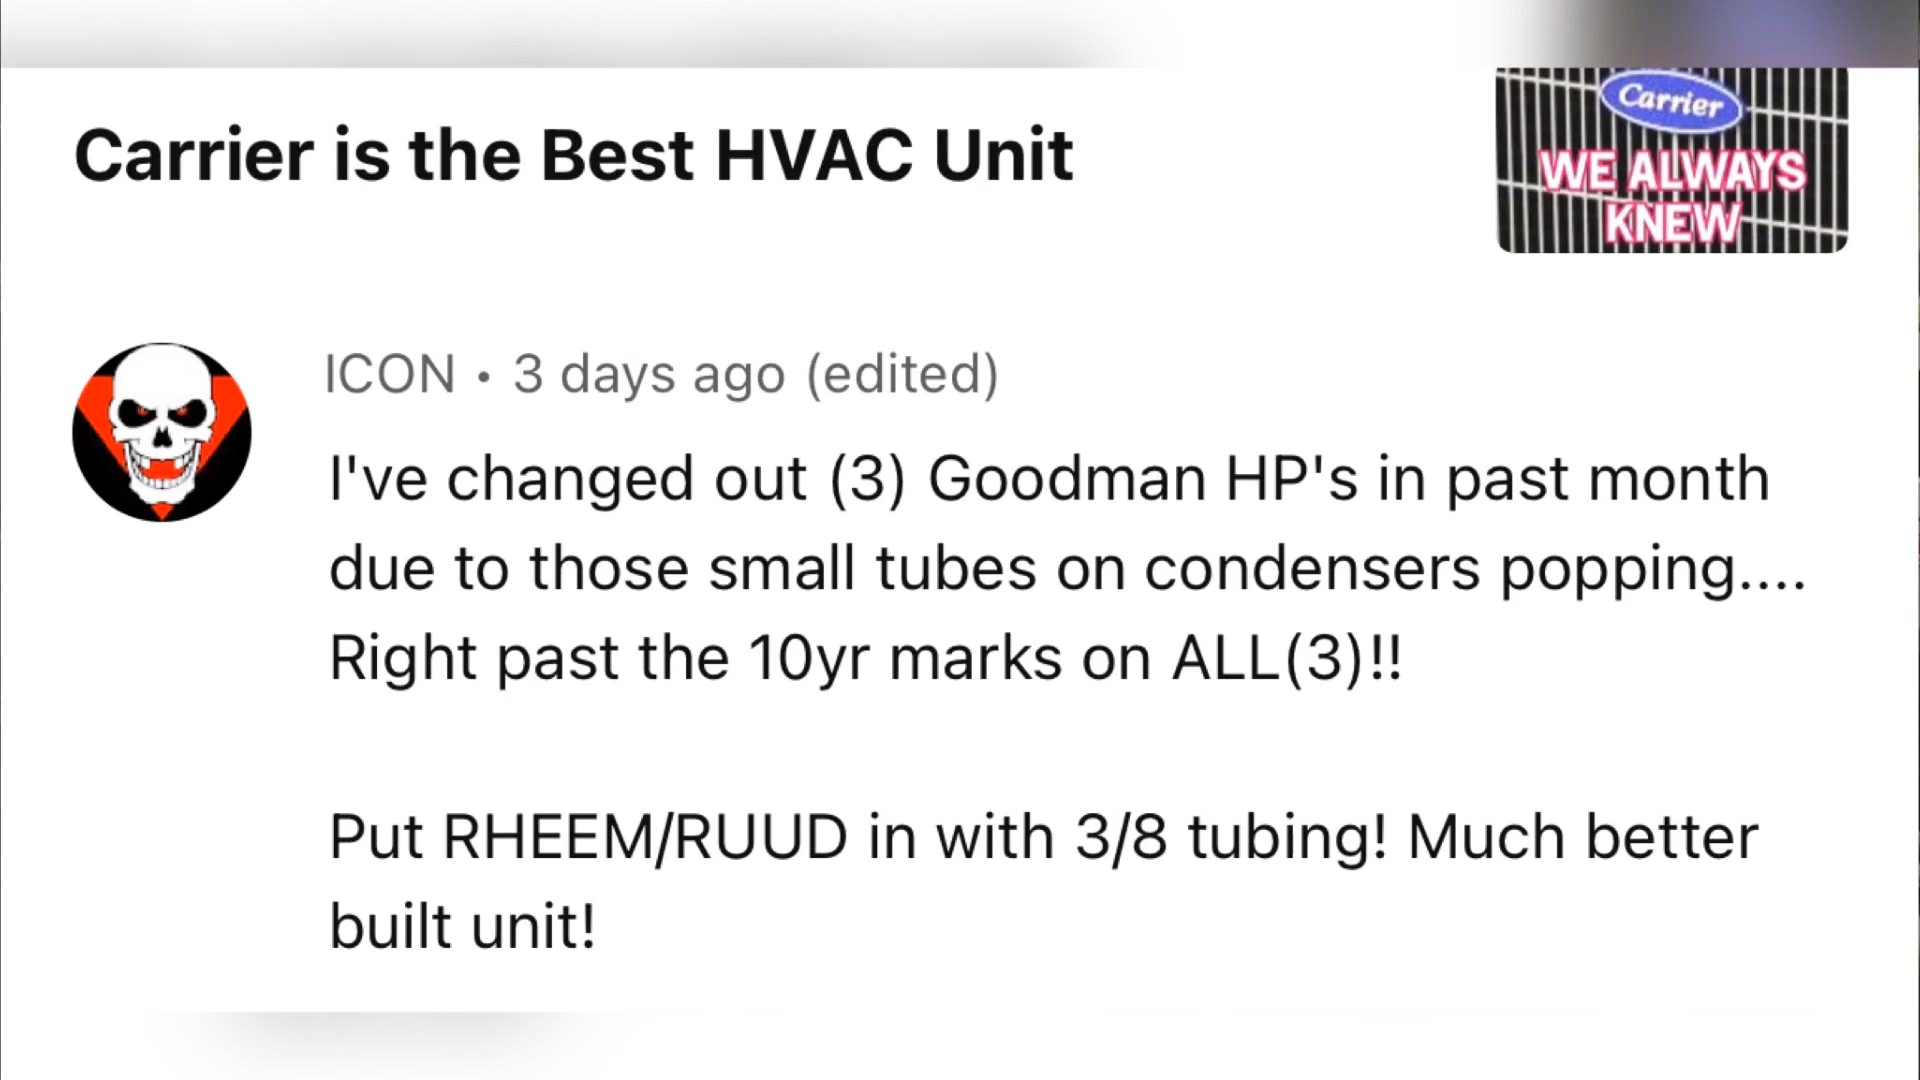 Carrier is the Best HVAC Unit
Carrier
WE ALWAYS
KNEW
ICON • 3 days ago (edited)
I've changed out (3) Goodman HP's in past month
due to those small tubes on condensers popping....
Right past the 10yr marks on ALL(3)!!
Put RHEEM/RUUD in with 3/8 tubing! Much better
built unit!